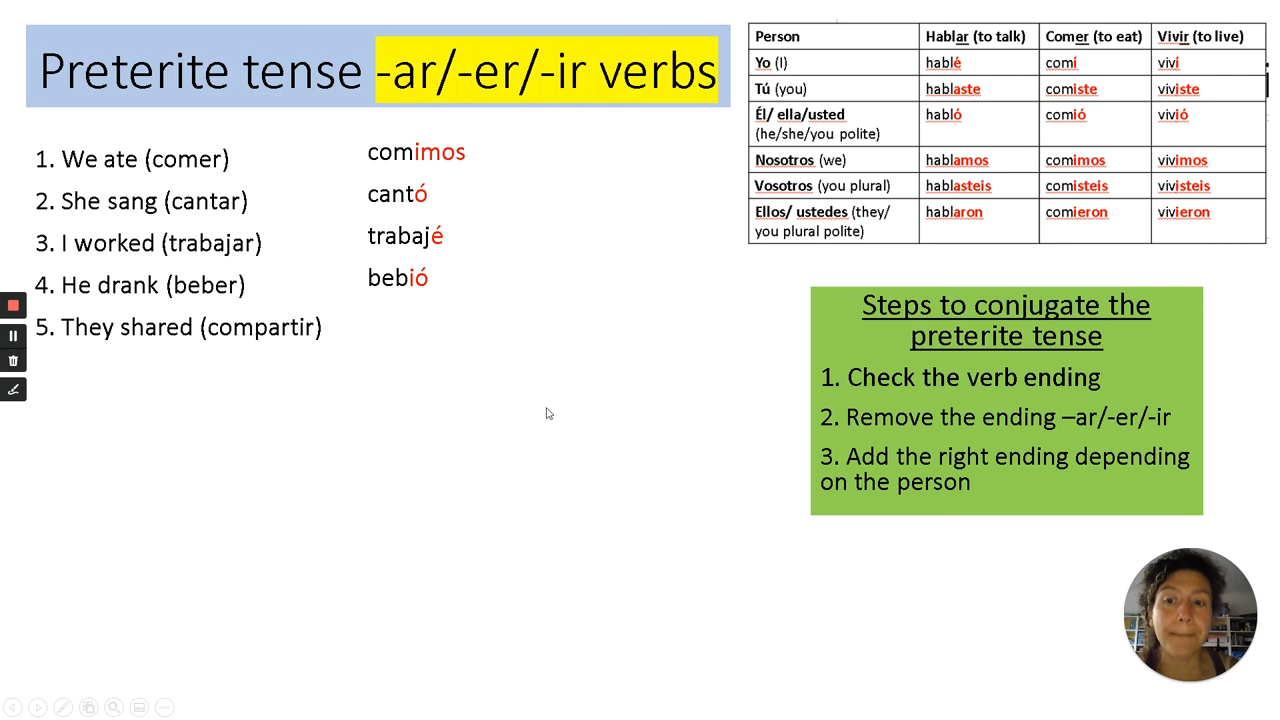 Preterite tense -ar/-er/-ir verbs
1. We ate (comer) comimos
2. She sang (cantar) cantó
3. I worked (trabajar) trabajé
4. He drank (beber) bebió
5. They shared (compartir)
Person Hablar (to talk) Comer (to eat) Vivir (to live)
Yo (I) hablé comí viví
Tú (you) hablaste comiste viviste
Él/ ella/usted
(he/she/you polite) habló comió vivió
Nosotros (we) hablamos comimos vivimos
Vosotros (you plural) hablasteis comisteis vivisteis
Ellos/ ustedes (they/
you plural polite) hablaron comieron vivieron
Steps to conjugate the
preterite tense
1. Check the verb ending
2. Remove the ending –ar/-er/-ir
3. Add the right ending depending
on the person